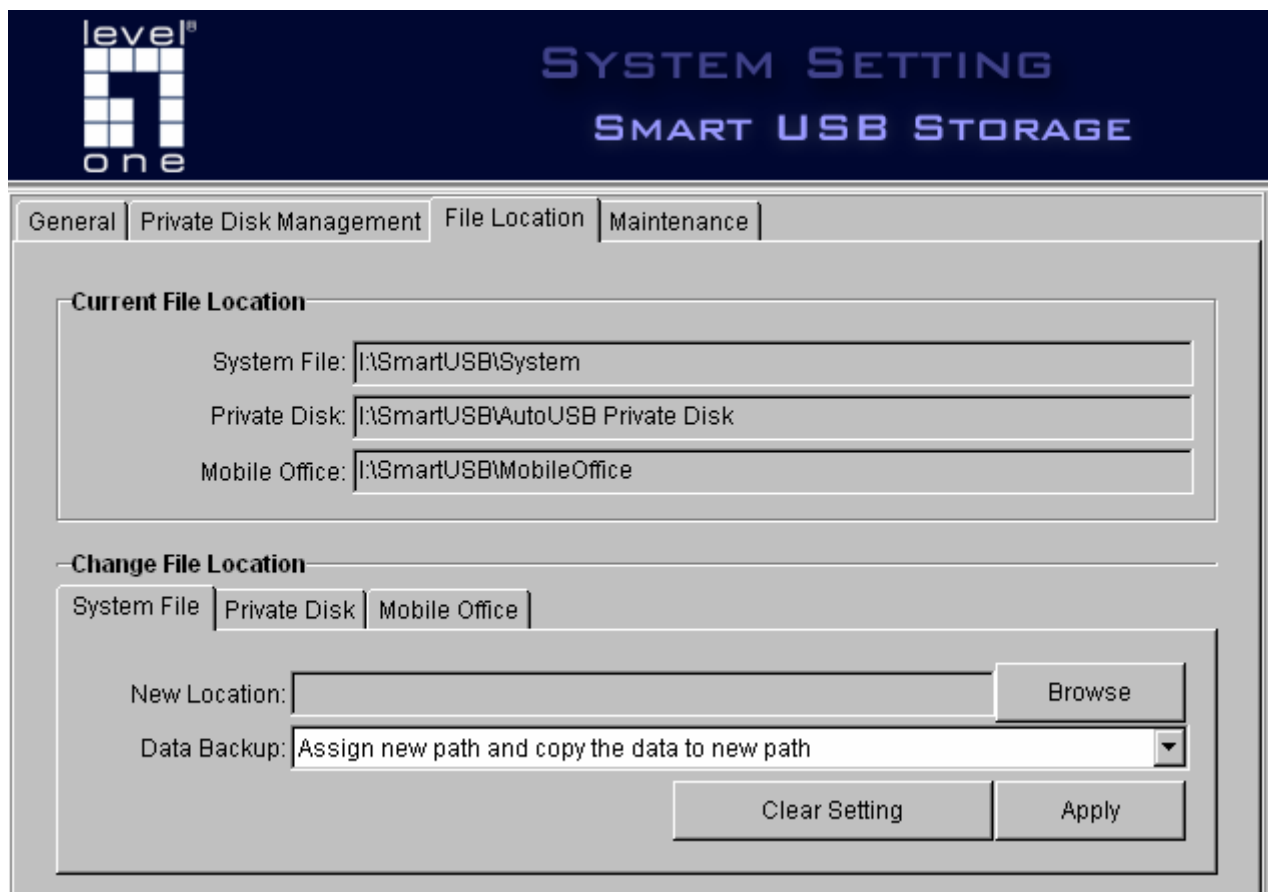 level®
one
SYSTEM SETTING
SMART USB STORAGE
General Private Disk Management File Location Maintenance
Current File Location
System File: I:\SmartUSB\System
Private Disk: I:\SmartUSB\AutoUSB Private Disk
Mobile Office: I:\SmartUSB\MobileOffice
Change File Location
System File Private Disk Mobile Office
New Location: Browse
Data Backup: Assign new path and copy the data to new path
Clear Setting Apply